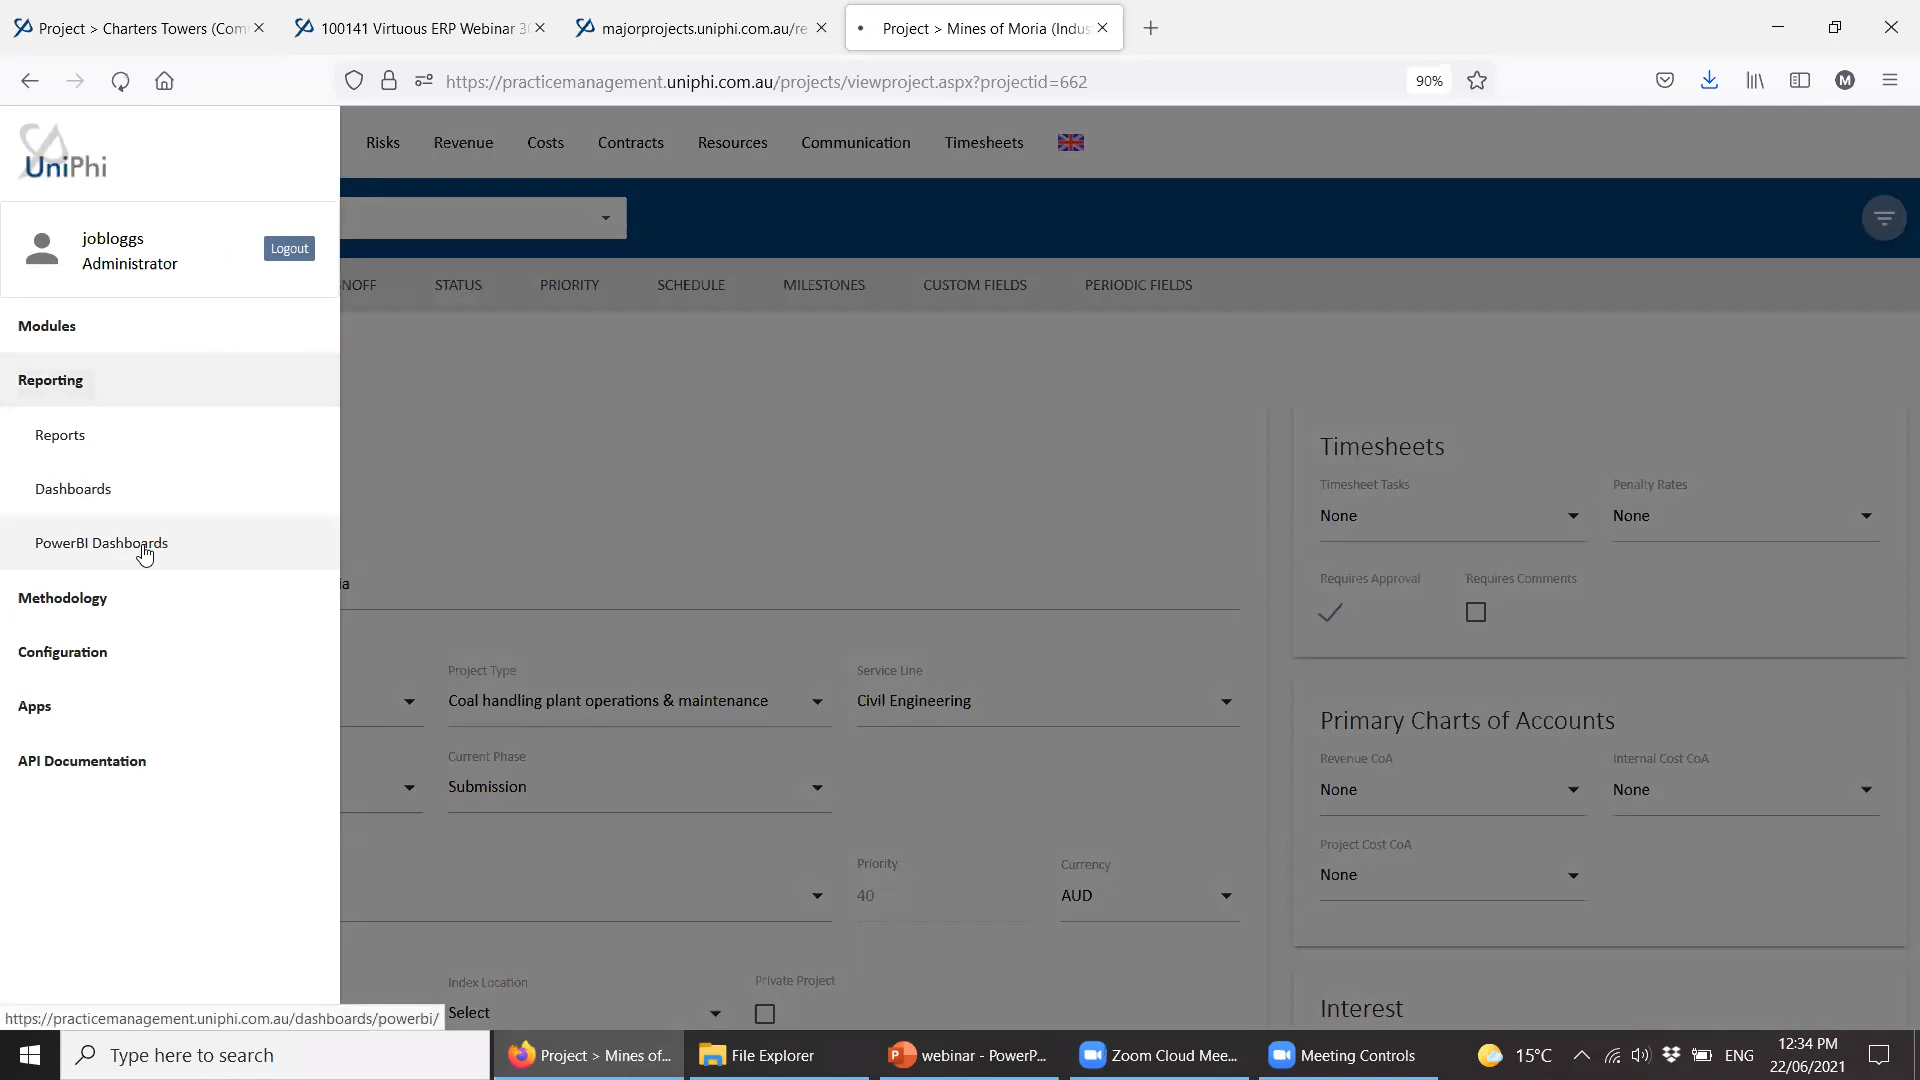 Project > Charters Towers (Com
100141 Virtuous ERP Webinar 30
majorprojects.uniphi.com.au/re
Project > Mines of Moria (Indus
https://practicemanagement.uniphi.com.au/projects/viewproject.aspx?projectid=662
90%
M
UniPhi
Risks
Revenue
Costs
Contracts
Resources
Communication
Timesheets
jobloggs
Administrator
Logout
NOFF
STATUS
PRIORITY
SCHEDULE
MILESTONES
CUSTOM FIELDS
PERIODIC FIELDS
Modules
Reporting
Reports
Dashboards
PowerBI Dashboards
Methodology
Configuration
Apps
API Documentation
ia
Project Type
Coal handling plant operations & maintenance
Service Line
Civil Engineering
Current Phase
Submission
Priority
40
Currency
AUD
Index Location
Select
Private Project
Timesheets
Timesheet Tasks
None
Penalty Rates
None
Requires Approval
Requires Comments
Primary Charts of Accounts
Revenue CoA
None
Internal Cost CoA
None
Project Cost CoA
None
Interest
https://practicemanagement.uniphi.com.au/dashboards/powerbi/
Type here to search
Project > Mines of...
File Explorer
webinar - PowerP...
Zoom Cloud Mee...
Meeting Controls
15°C
ENG
12:34 PM
22/06/2021